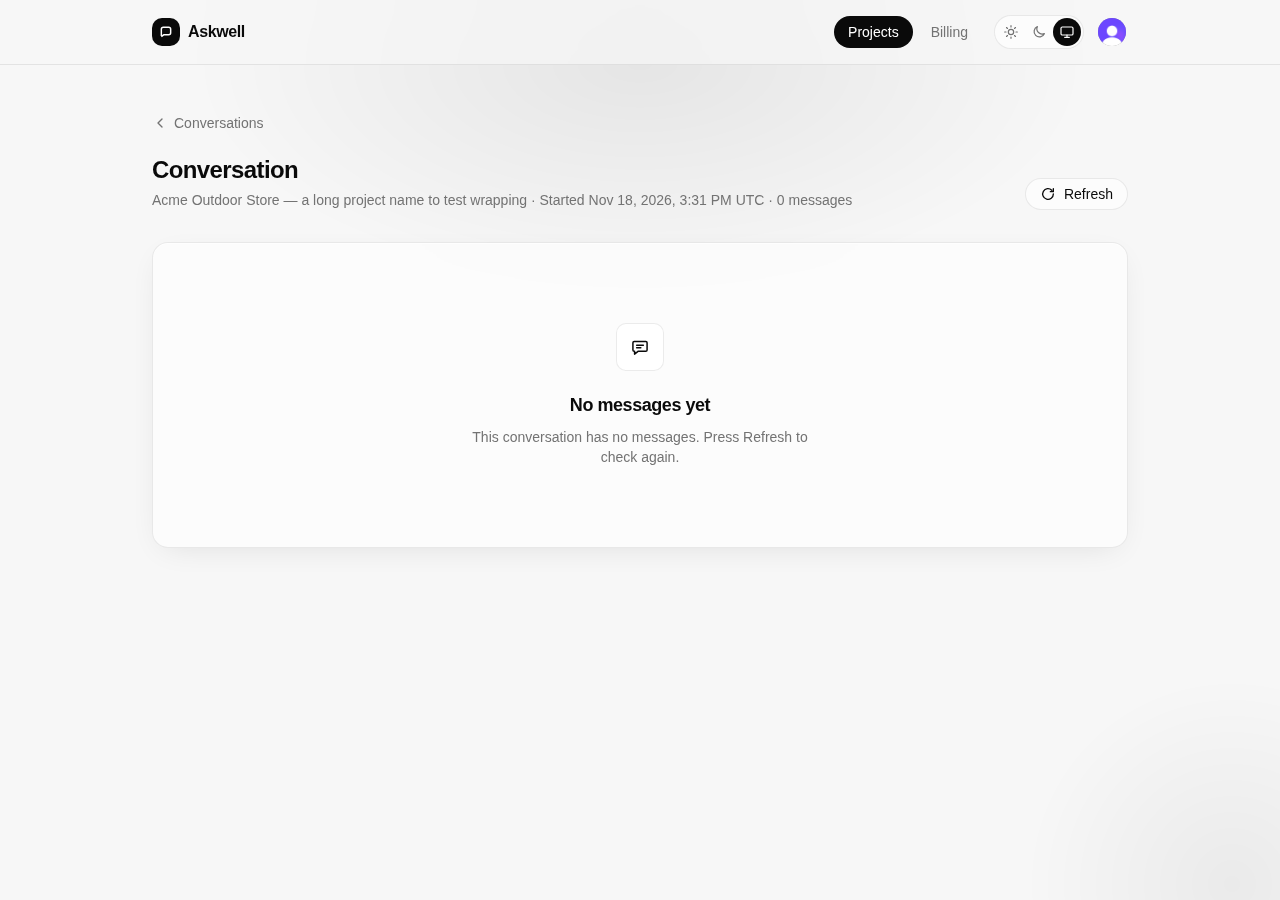 Askwell
Projects
Billing
Conversations
Conversation
Acme Outdoor Store — a long project name to test wrapping · Started Nov 18, 2026, 3:31 PM UTC · 0 messages
Refresh
No messages yet
This conversation has no messages. Press Refresh to
check again.